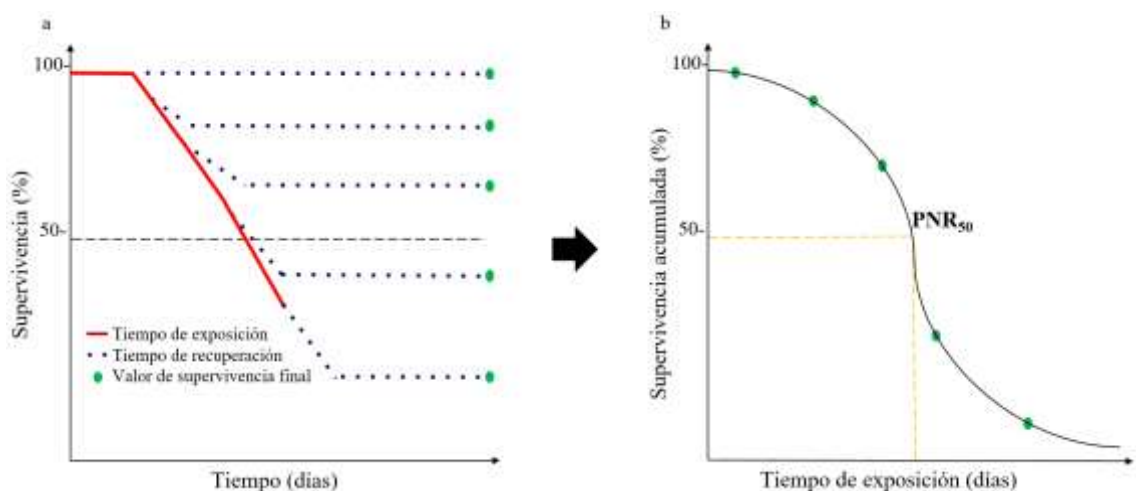 a
100-
50-
Supervivencia (%)
Tiempo de exposición
Tiempo de recuperación
Valor de supervivencia final
Tiempo (días)
b
100-
50-
Supervivencia acumulada (%)
PNR50
Tiempo de exposición (días)